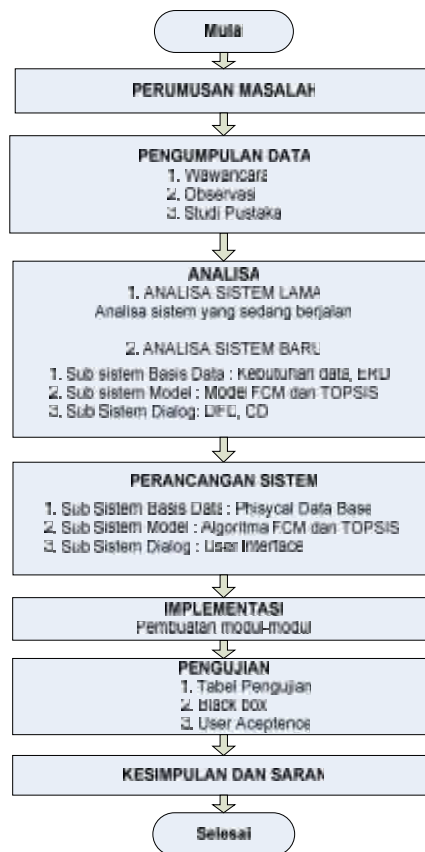 Mulai
PERUMUSAN MASALAH
PENGUMPULAN DATA
1. Wawancara
2. Observasi
3. Studi Pustaka
ANALISA
1. ANALISA SISTEM LAMA
Analisa sistem yang sedang berjalan
2. ANALISA SISTEM BARU
1. Sub sistem Basis Data : Kebutuhan data, ERD
2. Sub sistem Model : Model FCM dan TOPSIS
3. Sub Sistem Dialog: DFD, CD
PERANCANGAN SISTEM
1. Sub Sistem Basis Data : Phisycal Data Base
2. Sub Sistem Model : Algoritma FCM dan TOPSIS
3. Sub Sistem Dialog : User Interface
IMPLEMENTASI
Pembuatan modul-modul
PENGUJIAN
1. Tabel Pengujian
2. Black box
3. User Aceptence
KESIMPULAN DAN SARAN
Selesai